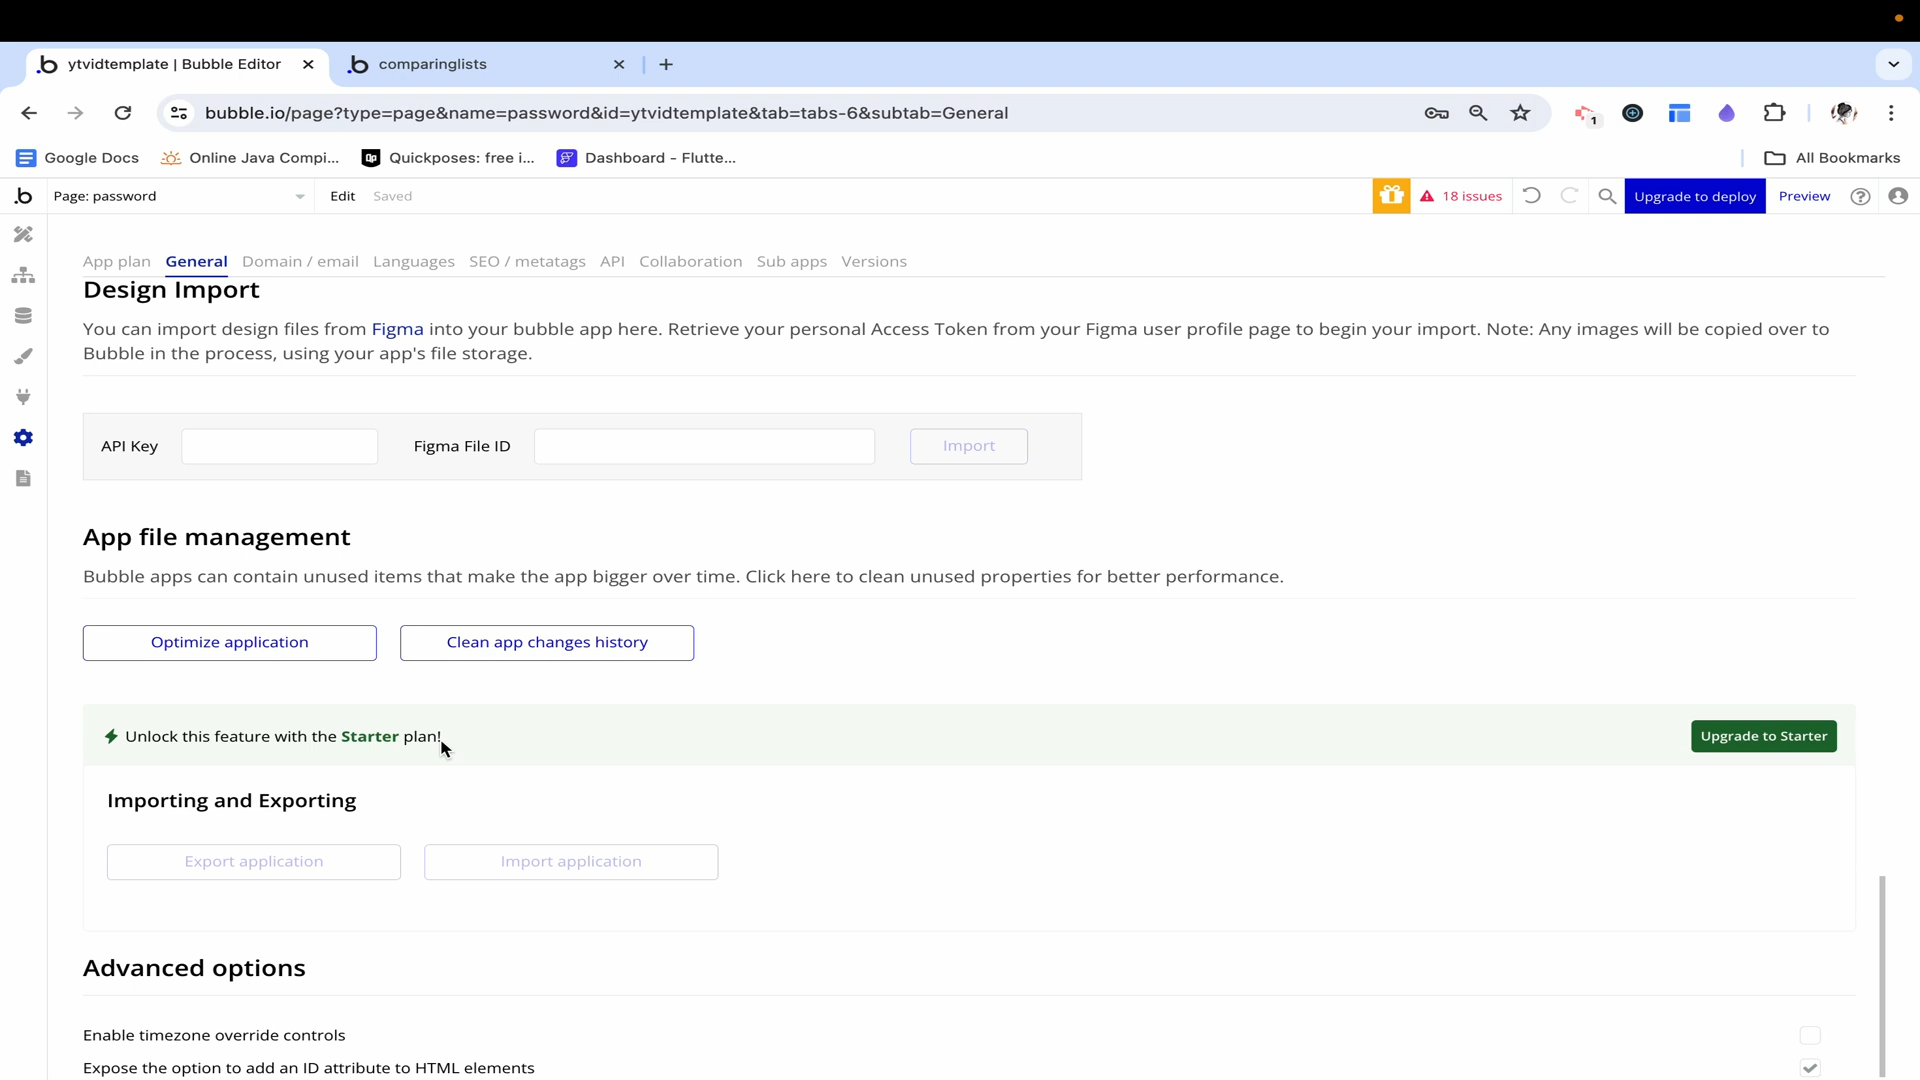 ytvidtemplate | Bubble Editor
comparinglists
bubble.io/page?type=page&name=password&id=ytvidtemplate&tab=tabs-6&subtab=General
1
Google Docs
Online Java Compi...
Quickposes: free i...
Dashboard - Flutte...
All Bookmarks
Page: password
Edit
Saved
18 issues
Upgrade to deploy
Preview
App plan
General
Domain / email
Languages
SEO / metatags
API
Collaboration
Sub apps
Versions
Design Import
You can import design files from Figma into your bubble app here. Retrieve your personal Access Token from your Figma user profile page to begin your import. Note: Any images will be copied over to
Bubble in the process, using your app's file storage.
API Key
Figma File ID
Import
App file management
Bubble apps can contain unused items that make the app bigger over time. Click here to clean unused properties for better performance.
Optimize application
Clean app changes history
Unlock this feature with the Starter plan!
Upgrade to Starter
Importing and Exporting
Export application
Import application
Advanced options
Enable timezone override controls
Expose the option to add an ID attribute to HTML elements